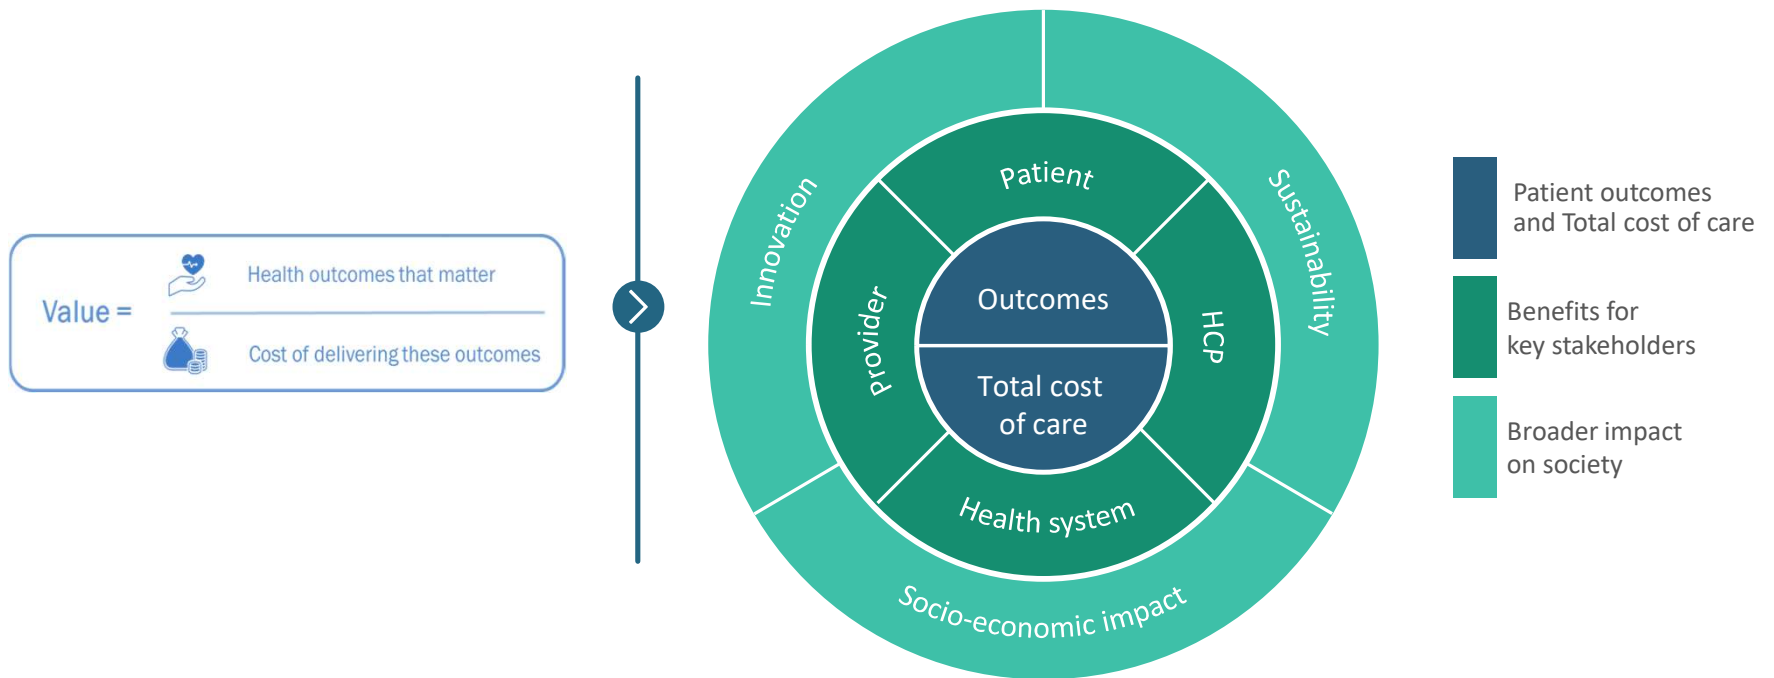 Value =
Health outcomes that matter
Cost of delivering these outcomes
Innovation
Sustainability
Socio-economic impact
Patient
HCP
Health system
Provider
Outcomes
Total cost
of care
Patient outcomes
and Total cost of care
Benefits for
key stakeholders
Broader impact
on society